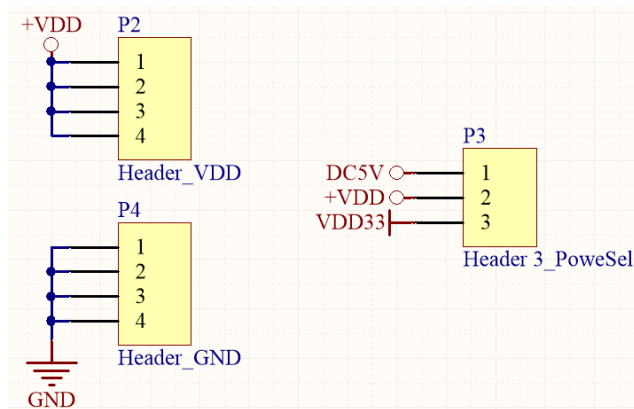 +VDD
P2
1
2
3
4
Header_VDD
P4
1
2
3
4
Header_GND
GND
P3
DC5V 1
+VDD 2
VDD33 3
Header 3_PoweSel